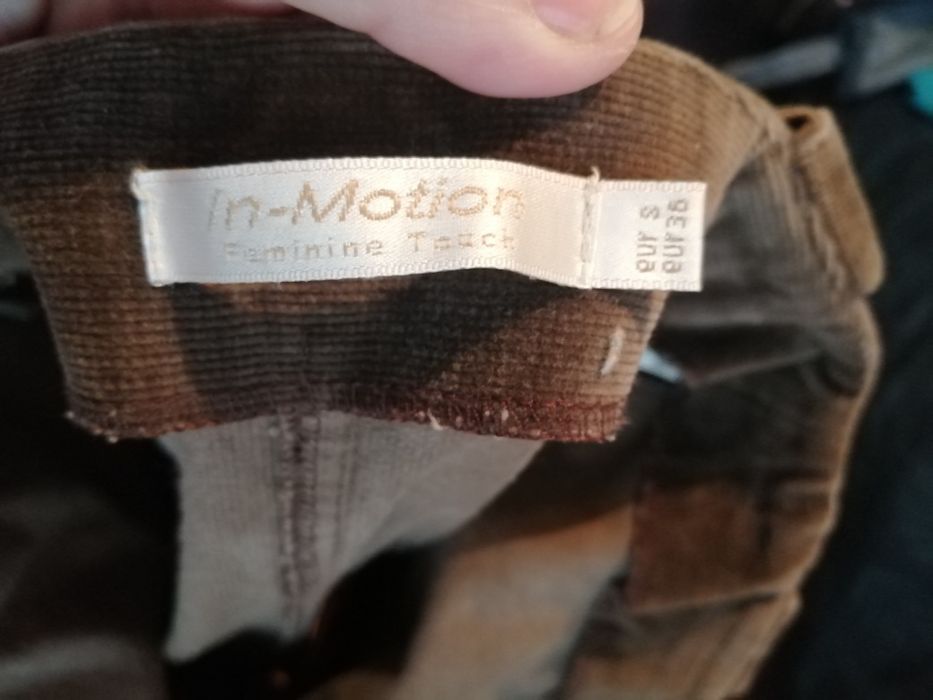 In-Motion
Feminine Touch
eur S
eur 36